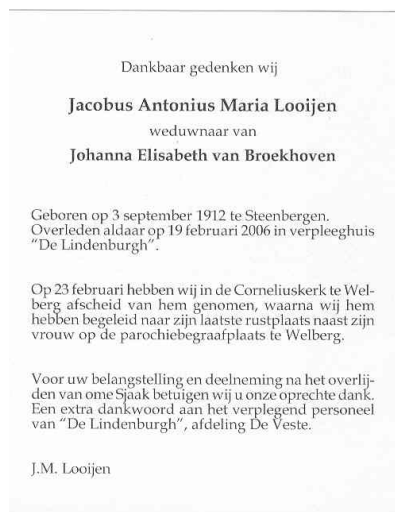 Dankbaar gedenken wij
Jacobus Antonius Maria Looijen
weduwnaar van
Johanna Elisabeth van Broekhoven
Geboren op 3 september 1912 te Steenbergen.
Overleden aldaar op 19 februari 2006 in verpleeghuis
"De Lindenburgh".
Op 23 februari hebben wij in de Corneliuskerk te Wel-
berg afscheid van hem genomen, waarna wij hem
hebben begeleid naar zijn laatste rustplaats naast zijn
vrouw op de parochiebegraafplaats te Welberg.
Voor uw belangstelling en deelneming na het overlij-
den van ome Sjaak betuigen wij u onze oprechte dank.
Een extra dankwoord aan het verplegend personeel
van "De Lindenburgh", afdeling De Veste.
J.M. Looijen